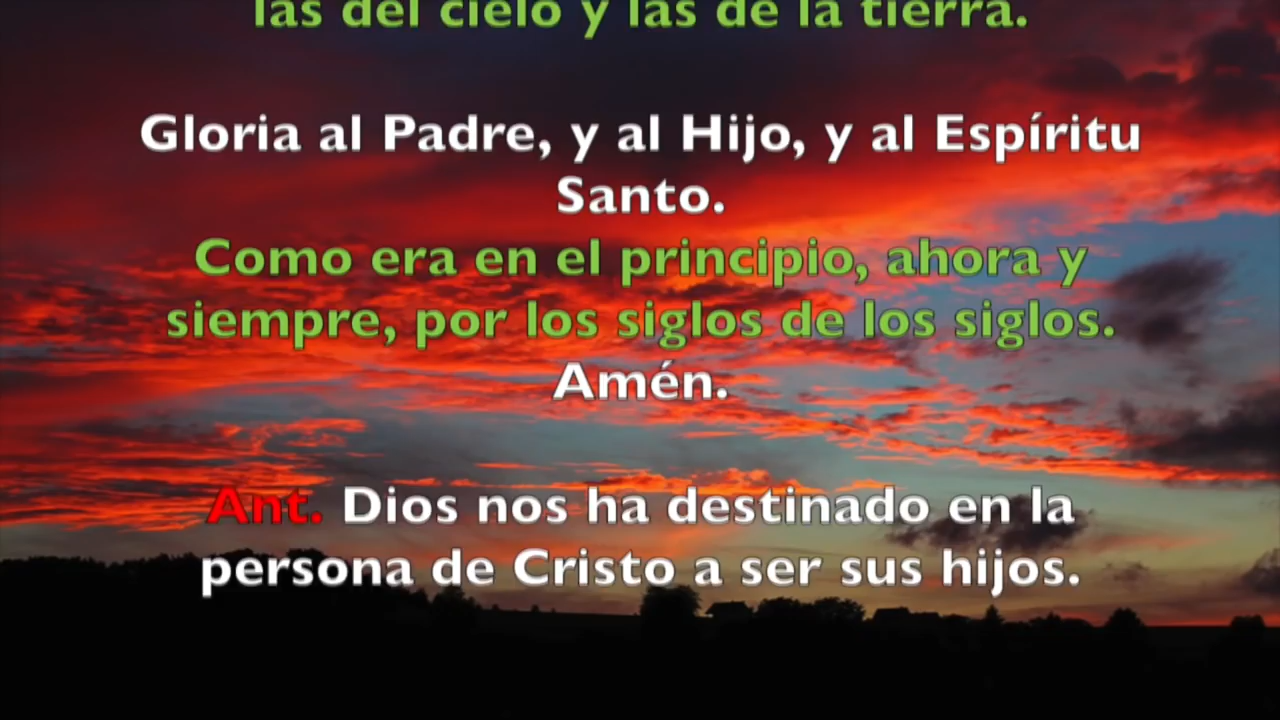 las del cielo y las de la tierra.
Gloria al Padre, y al Hijo, y al Espíritu
Santo.
Como era en el principio, ahora y
siempre, por los siglos de los siglos.
Amén.
Ant. Dios nos ha destinado en la
persona de Cristo a ser sus hijos.